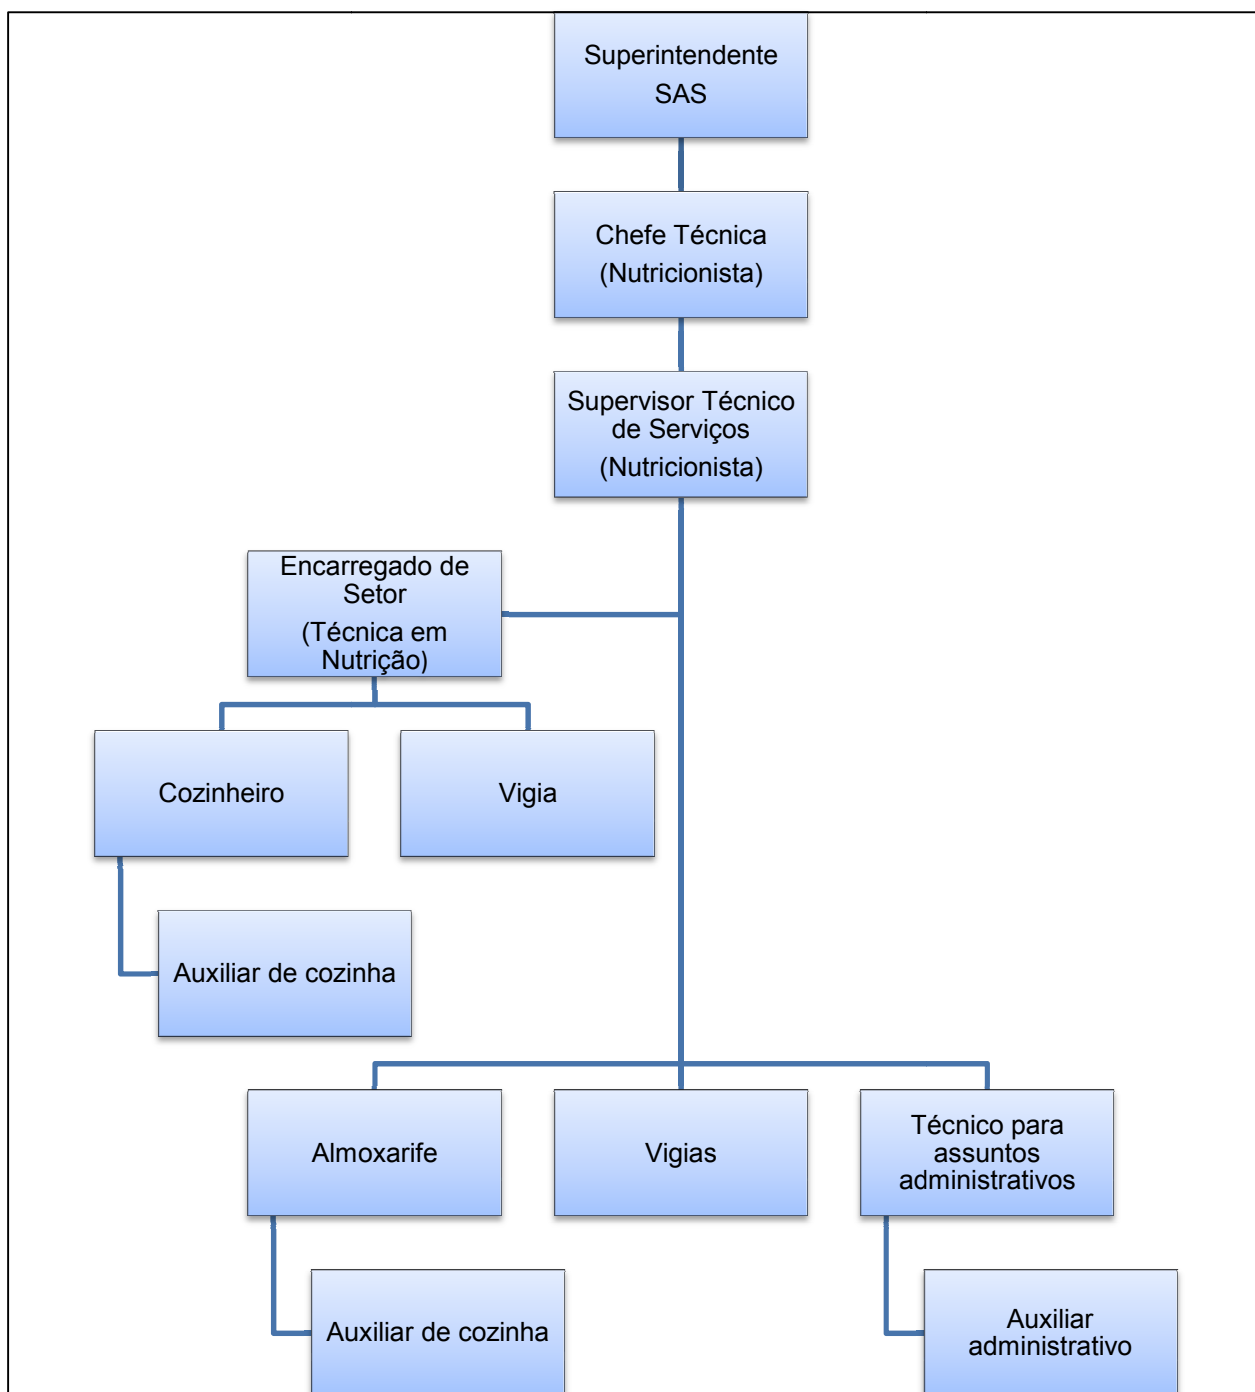 Superintendente
SAS
Chefe Técnica
(Nutricionista)
Supervisor Técnico
de Serviços
(Nutricionista)
Encarregado de
Setor
(Técnica em
Nutrição)
Cozinheiro
Vigia
Auxiliar de cozinha
Almoxarife
Vigias
Técnico para
assuntos
administrativos
Auxiliar de cozinha
Auxiliar
administrativo